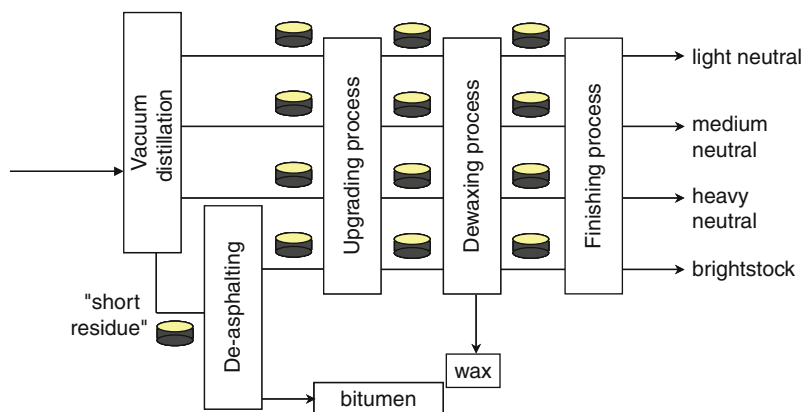 Vacuum
distillation
"short
residue"
De-asphalting
Upgrading process
Dewaxing process
Finishing process
light neutral
medium
neutral
heavy
neutral
brightstock
wax
bitumen